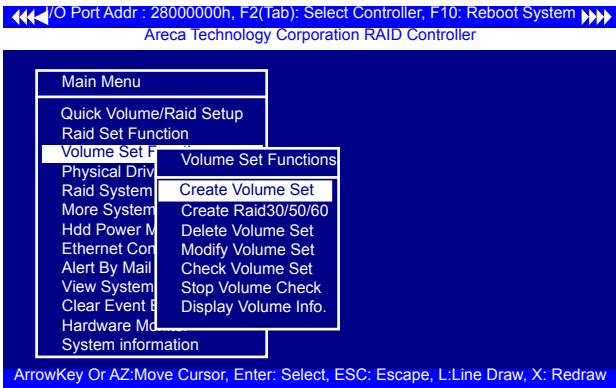 /O Port Addr : 28000000h, F2(Tab): Select Controller, F10: Reboot System
Areca Technology Corporation RAID Controller
Main Menu
Quick Volume/Raid Setup
Raid Set Function
Volume Set F
Physical Driv
Raid System
More System
Hdd Power M
Ethernet Con
Alert By Mail
View System
Clear Event B
Hardware Mo
System information
Volume Set Functions
Create Volume Set
Create Raid30/50/60
Delete Volume Set
Modify Volume Set
Check Volume Set
Stop Volume Check
Display Volume Info.
ArrowKey Or AZ:Move Cursor, Enter: Select, ESC: Escape, L:Line Draw, X: Redraw